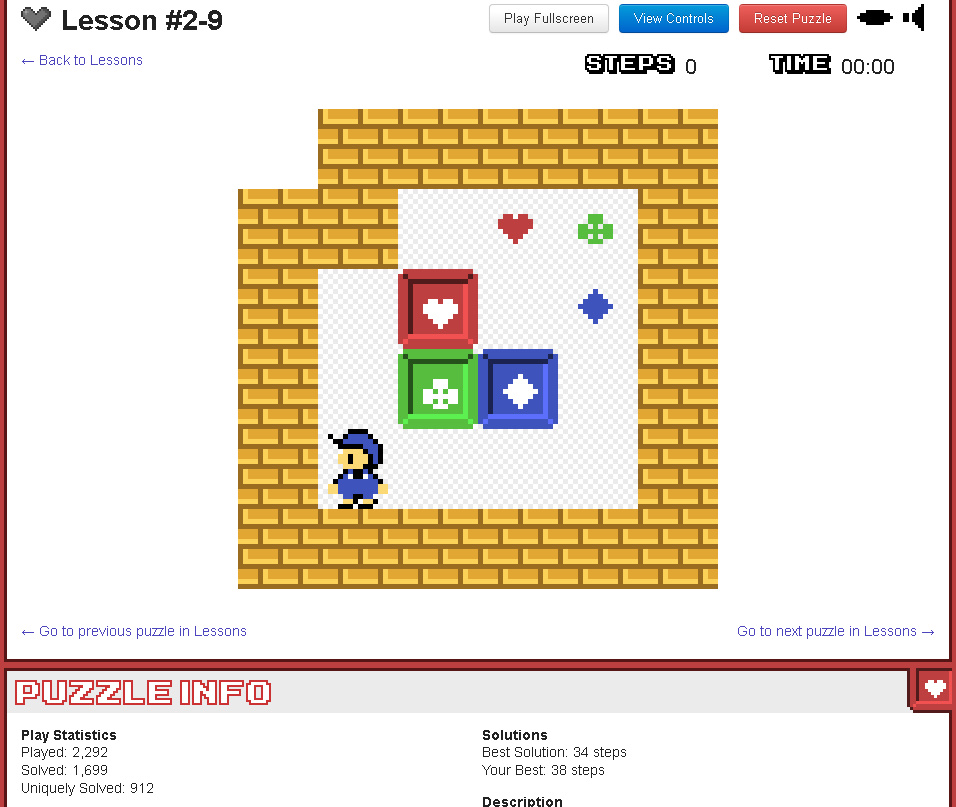 Lesson #2-9
Play Fullscreen
View Controls
Reset Puzzle
← Back to Lessons
STEPS 0
TIME 00:00
← Go to previous puzzle in Lessons
Go to next puzzle in Lessons →
PUZZLE INFO
Play Statistics
Played: 2,292
Solved: 1,699
Uniquely Solved: 912
Solutions
Best Solution: 34 steps
Your Best: 38 steps
Description